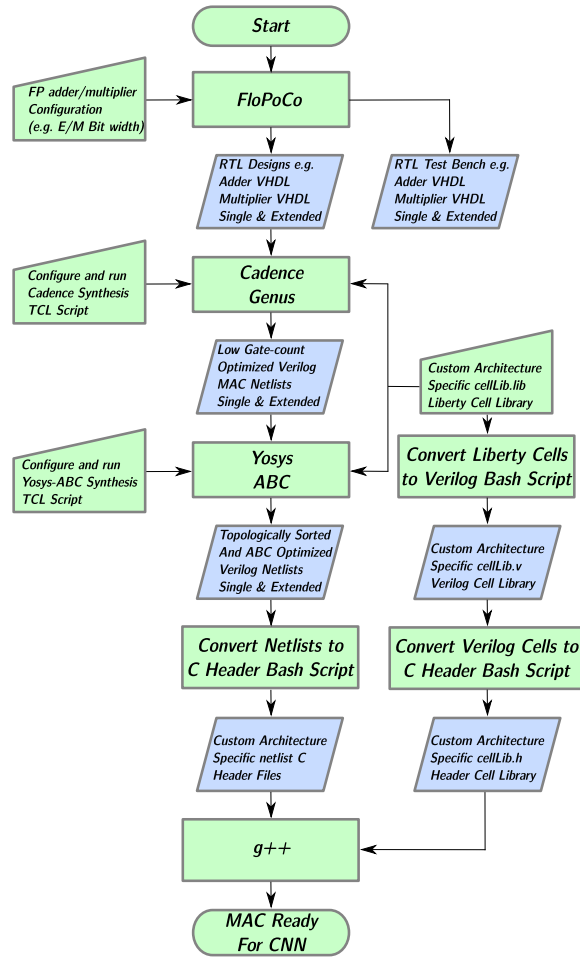 Start
FP adder/multiplier
Configuration
(e.g. E/M Bit width)
FloPoCo
RTL Designs e.g.
Adder VHDL
Multiplier VHDL
Single & Extended
RTL Test Bench e.g.
Adder VHDL
Multiplier VHDL
Single & Extended
Configure and run
Cadence Synthesis
TCL Script
Cadence
Genus
Low Gate-count
Optimized Verilog
MAC Netlists
Single & Extended
Custom Architecture
Specific cellLib.lib
Liberty Cell Library
Configure and run
Yosys-ABC Synthesis
TCL Script
Yosys
ABC
Convert Liberty Cells
to Verilog Bash Script
Topologically Sorted
And ABC Optimized
Verilog Netlists
Single & Extended
Custom Architecture
Specific cellLib.v
Verilog Cell Library
Convert Netlists to
C Header Bash Script
Convert Verilog Cells to
C Header Bash Script
Custom Architecture
Specific netlist C
Header Files
Custom Architecture
Specific cellLib.h
Header Cell Library
g++
MAC Ready
For CNN